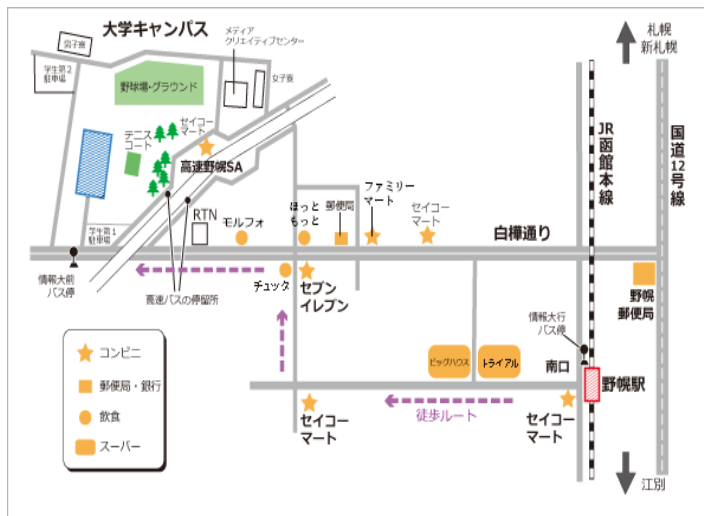 大学キャンパス
男子寮
メディア
クリエイティブセンター
学生第2
駐車場
野球場・グラウンド
女子寮
札幌
新札幌
テニス
コート
セイコー
マート
高速野幌SA
JR函館本線
国道12号線
学生第1
駐車場
RTN
モルフォ
ほっと
もっと
郵便局
ファミリー
マート
セイコー
マート
白樺通り
情報大前
バス停
高速バスの停留所
チュッタ
セブン
イレブン
野幌
郵便局
情報大行
バス停
コンビニ
郵便局・銀行
飲食
スーパー
ビッグハウス
トライアル
南口
野幌駅
セイコー
マート
徒歩ルート
セイコー
マート
江別